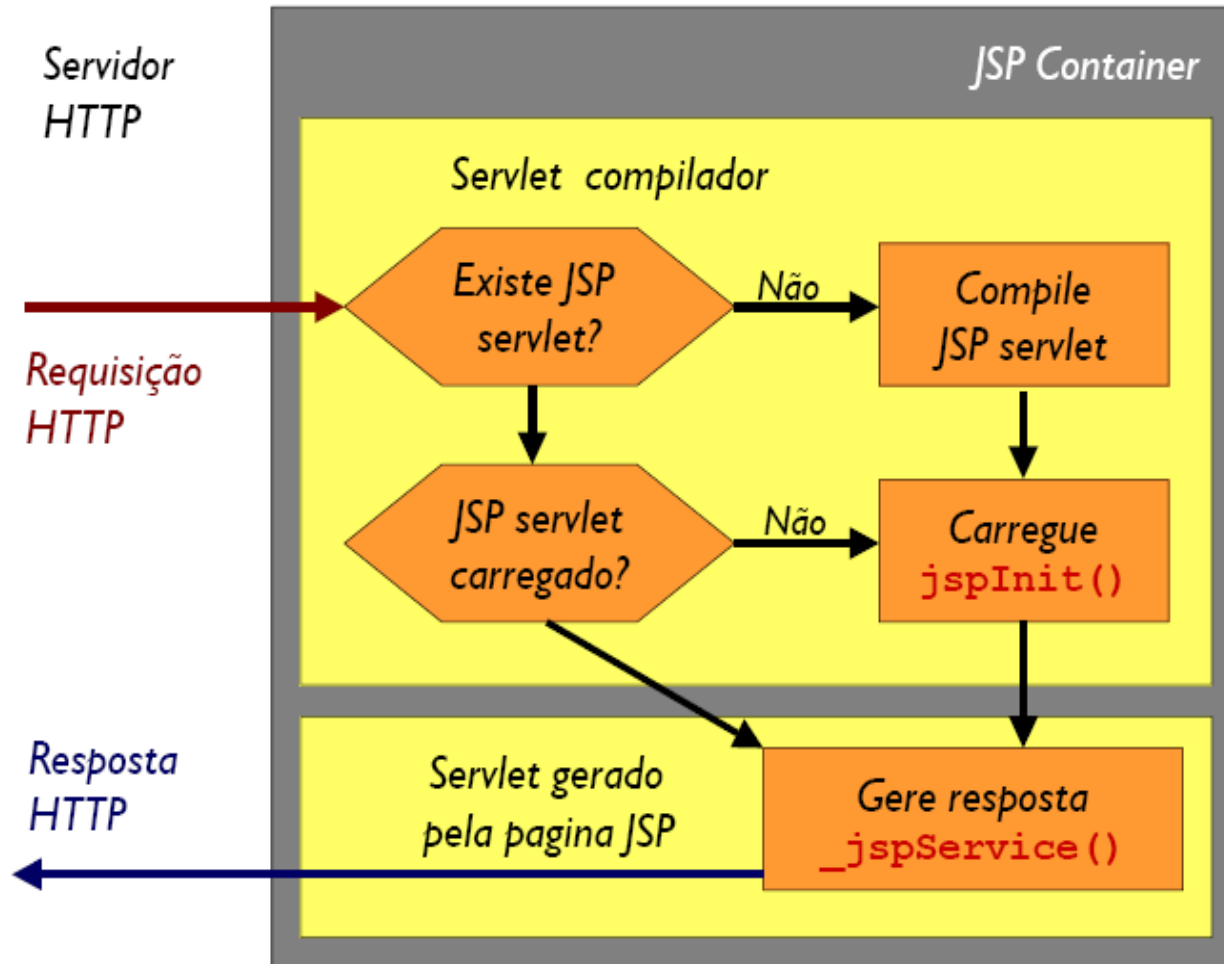 Servidor
HTTP
JSP Container
Servlet compilador
Existe JSP
servlet?
Não
Compile
JSP servlet
Requisição
HTTP
JSP servlet
carregado?
Não
Carregue
jspInit()
Resposta
HTTP
Servlet gerado
pela pagina JSP
Gere resposta
_jspService()